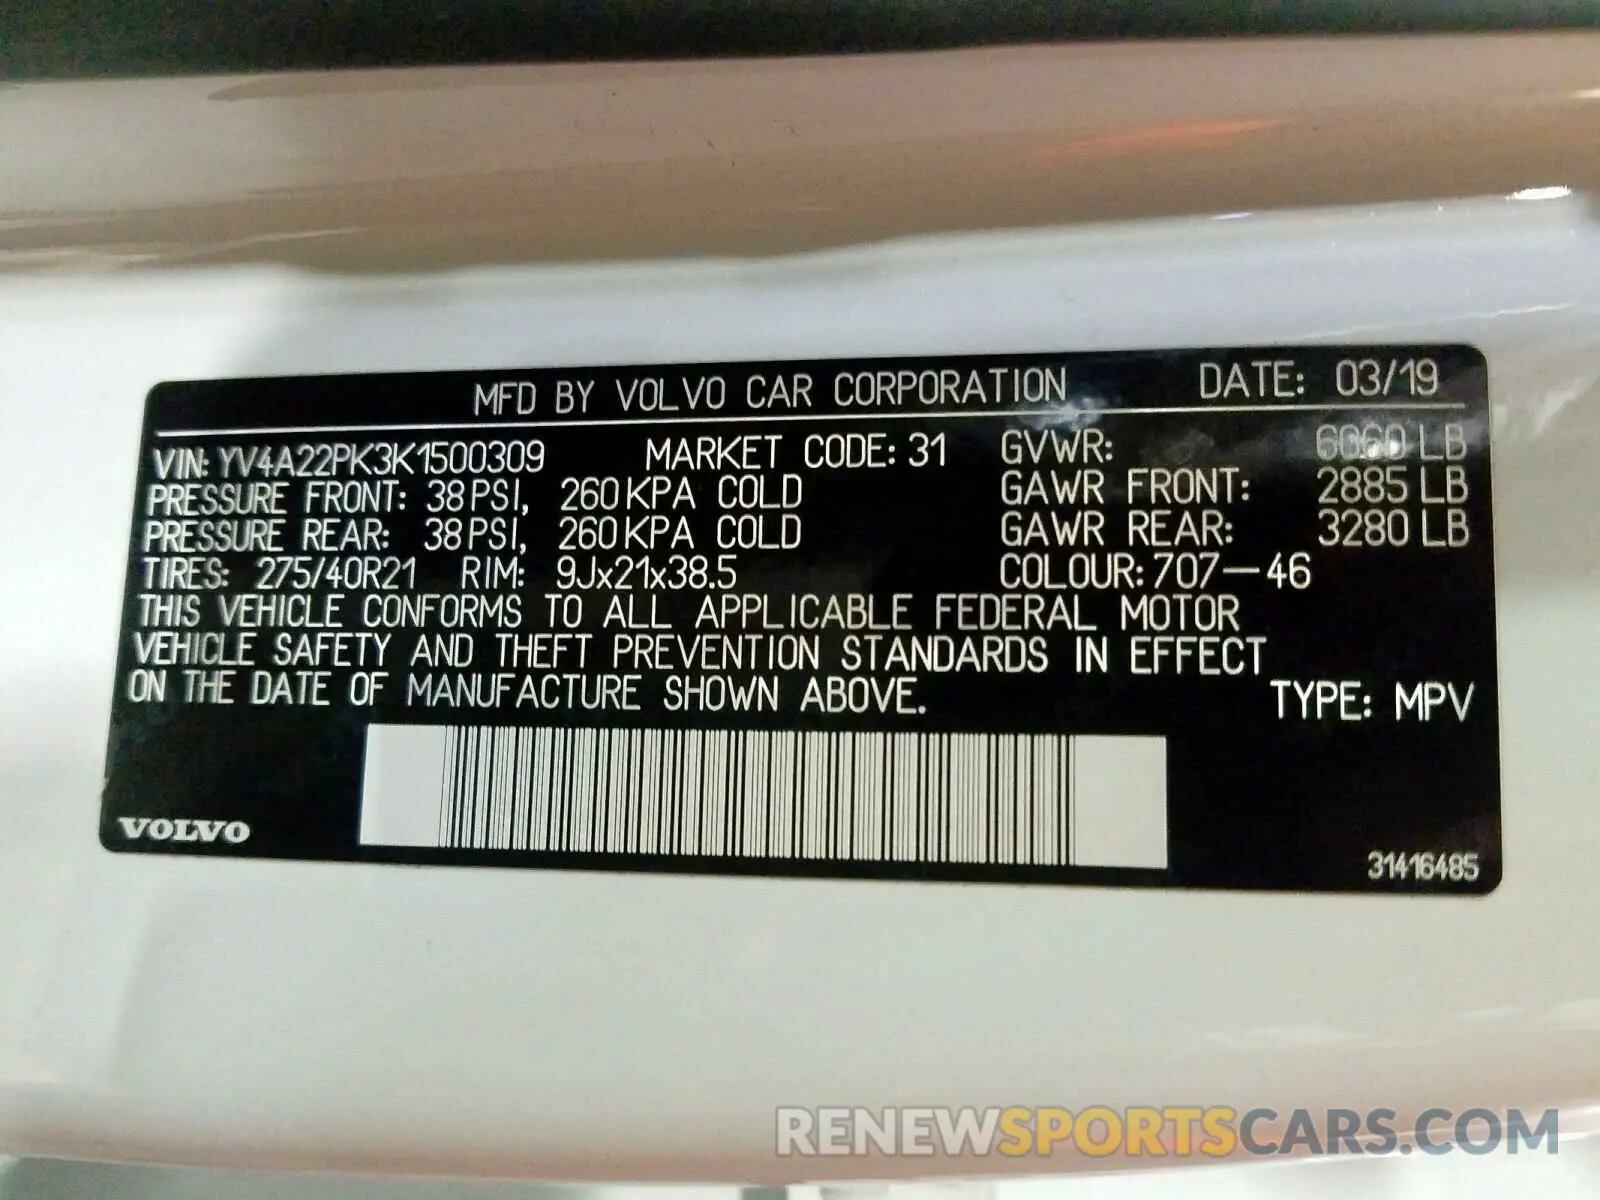 MFD BY VOLVO CAR CORPORATION DATE: 03/19
VIN: YV4A22PK3K1500309 MARKET CODE: 31 GVWR: 6060 LB
PRESSURE FRONT: 38 PSI, 260 KPA COLD GAWR FRONT: 2885 LB
PRESSURE REAR: 38 PSI, 260 KPA COLD GAWR REAR: 3280 LB
TIRES: 275/40R21 RIM: 9Jx21x38.5 COLOUR: 707-46
THIS VEHICLE CONFORMS TO ALL APPLICABLE FEDERAL MOTOR
VEHICLE SAFETY AND THEFT PREVENTION STANDARDS IN EFFECT
ON THE DATE OF MANUFACTURE SHOWN ABOVE. TYPE: MPV
VOLVO
31416485
RENEWSPORTSCARS.COM